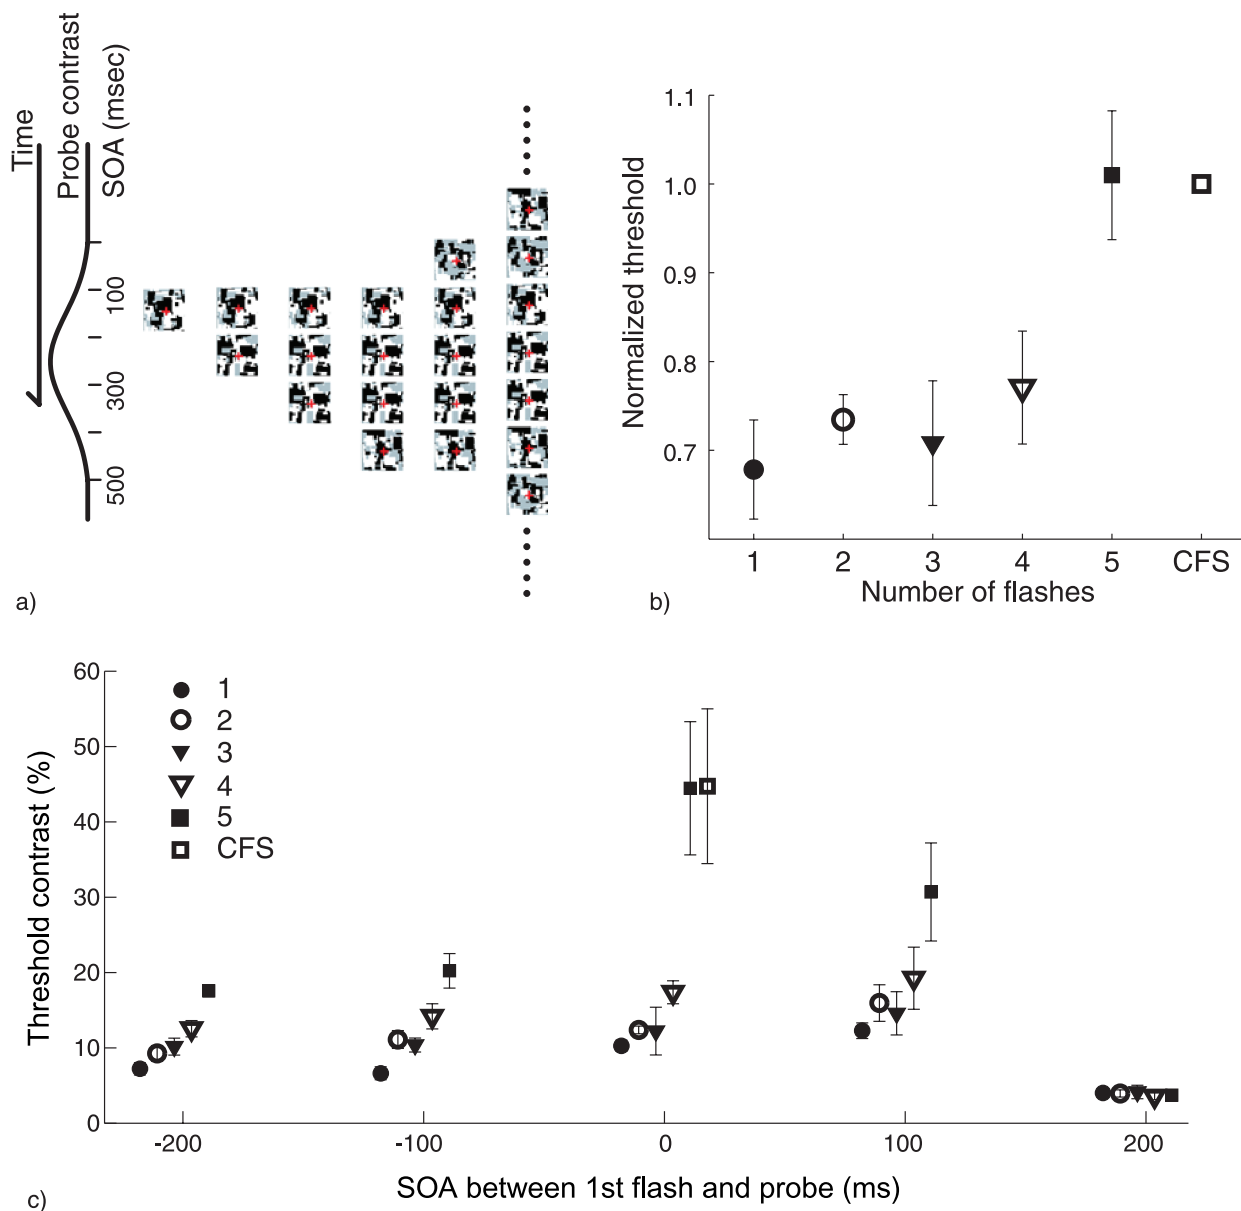 Time
Probe contrast
SOA (msec)
100
300
500
a)
Normalized threshold
1.1
1.0
0.9
0.8
0.7
1 2 3 4 5 CFS
Number of flashes
b)
Threshold contrast (%)
60
50
40
30
20
10
0
1
2
3
4
5
CFS
-200 -100 0 100 200
SOA between 1st flash and probe (ms)
c)